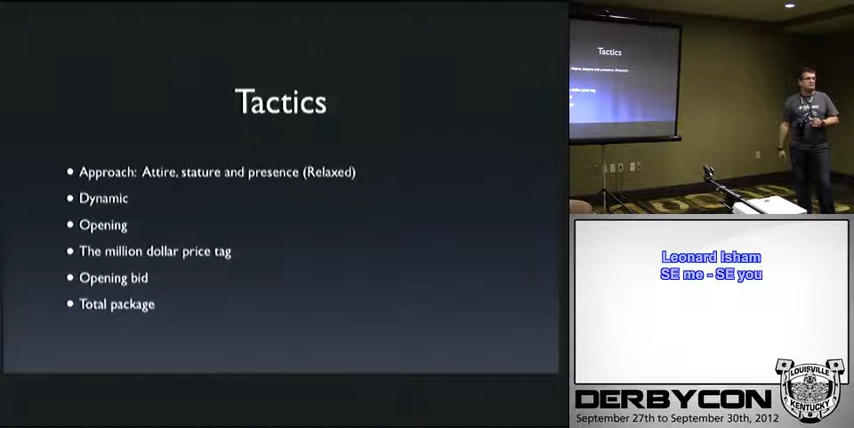 Tactics
Approach: Attire, stature and presence (Relaxed)
Dynamic
Opening
The million dollar price tag
Opening bid
Total package
Tactics
Leonard Isham
SE me - SE you
LOUISVILLE
KENTUCKY
DERBYCON
September 27th to September 30th, 2012